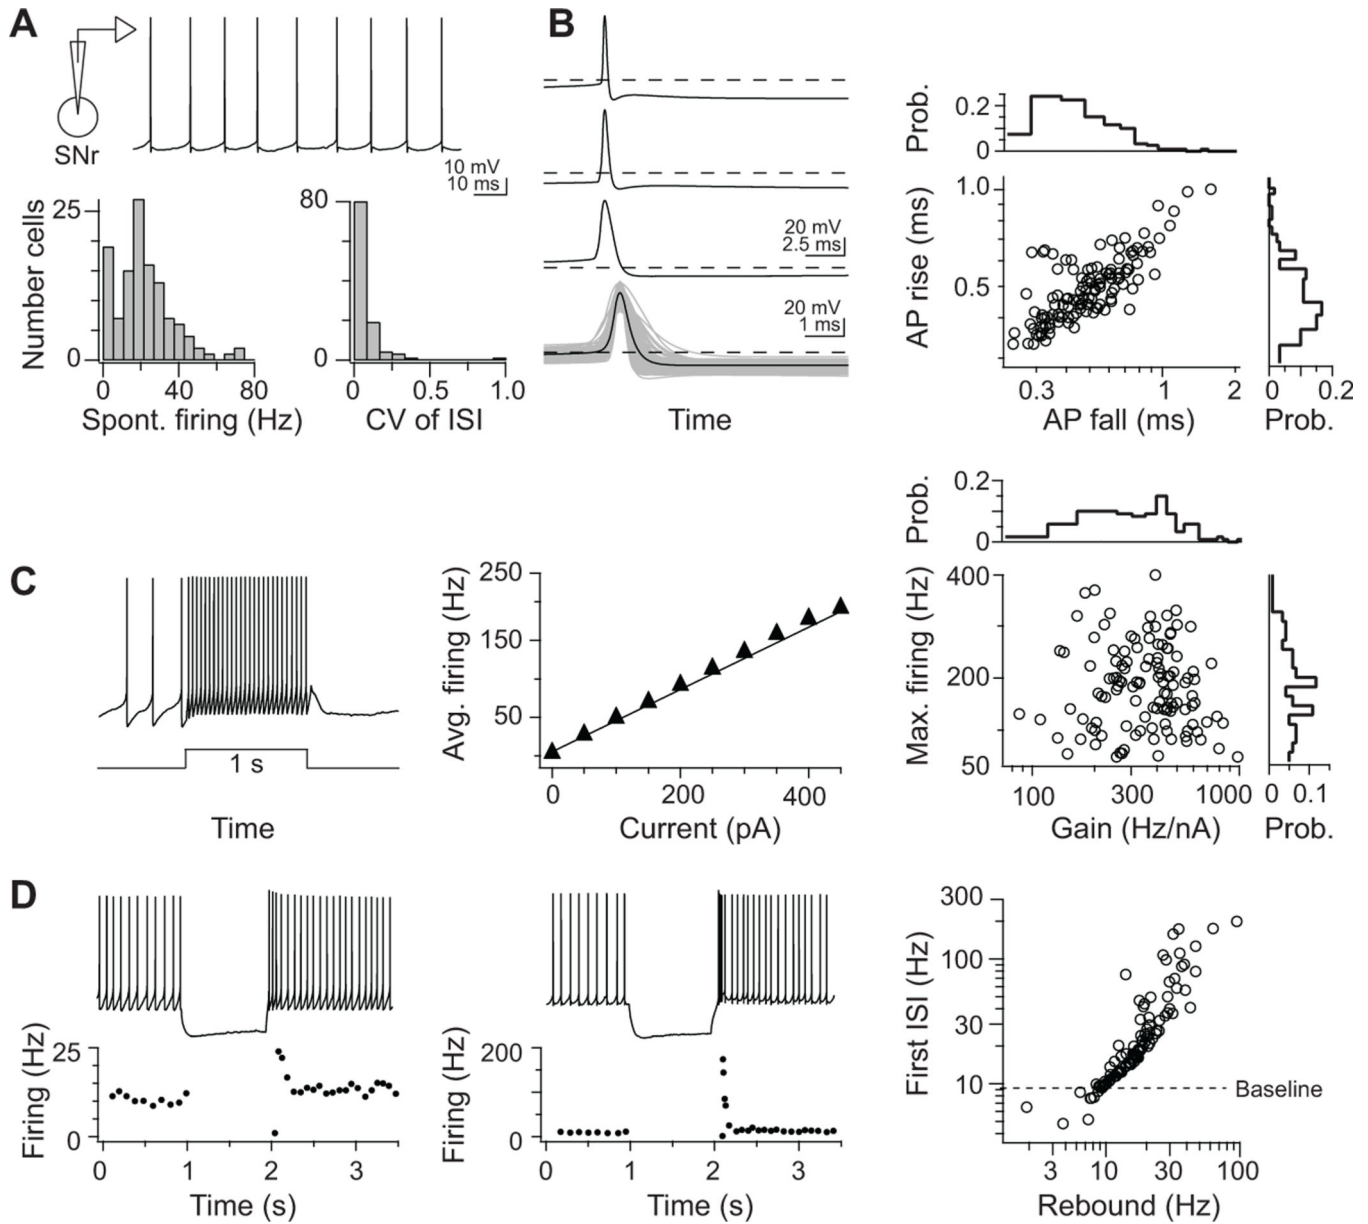 A
SNr
10 mV
10 ms
Number cells
25
0
0
40
80
Spont. firing (Hz)
80
0
0
0.5
1.0
CV of ISI
B
20 mV
2.5 ms
20 mV
1 ms
Time
Prob.
0.2
0
AP rise (ms)
1.0
0.5
0.3
1
2
AP fall (ms)
0
0.2
Prob.
C
1 s
Time
Avg. firing (Hz)
250
150
50
0
200
400
Current (pA)
Prob.
0.2
0
Max. firing (Hz)
400
200
50
100
300
1000
Gain (Hz/nA)
0
0.1
Prob.
D
Firing (Hz)
25
0
0
1
2
3
Time (s)
Firing (Hz)
200
0
0
1
2
3
Time (s)
First ISI (Hz)
300
100
30
10
Baseline
3
10
30
100
Rebound (Hz)